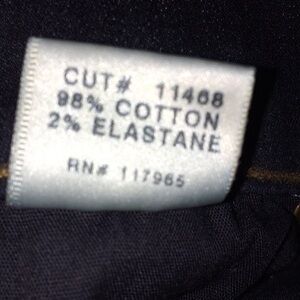 CUT# 11468
98% COTTON
2% ELASTANE
RN# 117965